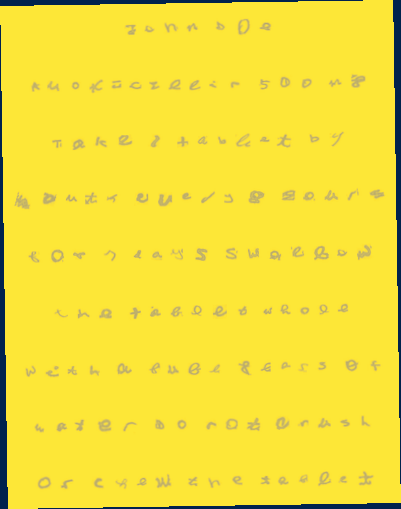 John Doe
Amoxicillin 500 mg
Take 1 tablet by
mouth every 8 hours
for 7 days Swallow
the tablet whole
with a full glass of
water do not crush
or chew the tablet